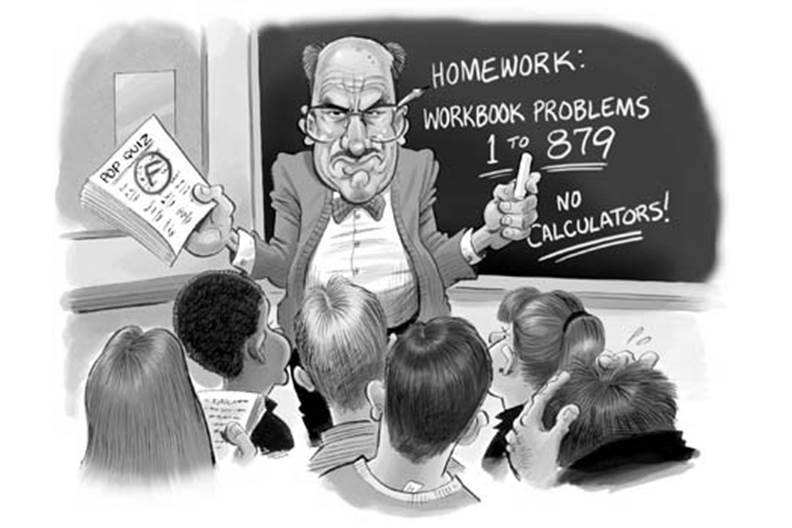 POP QUIZ
F
HOMEWORK:
WORKBOOK PROBLEMS
1 TO 879
NO
CALCULATORS!